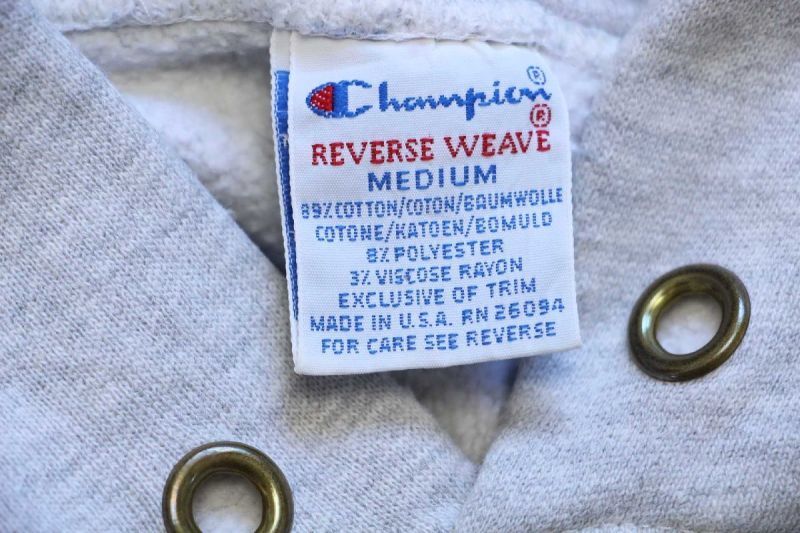 Champion®
REVERSE WEAVE®
MEDIUM
89% COTTON/COTON/BAUMWOLLE
COTONE/KATOEN/BOMULD
8% POLYESTER
3% VISCOSE RAYON
EXCLUSIVE OF TRIM
MADE IN U.S.A. RN 26094
FOR CARE SEE REVERSE